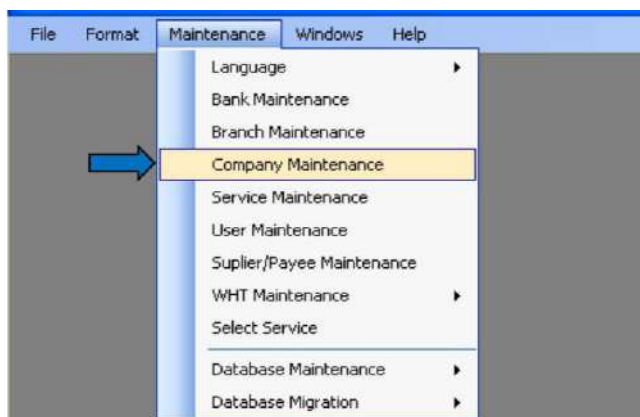 File Format Maintenance Windows Help
Language
Bank Maintenance
Branch Maintenance
Company Maintenance
Service Maintenance
User Maintenance
Suplier/Payee Maintenance
WHT Maintenance
Select Service
Database Maintenance
Database Migration